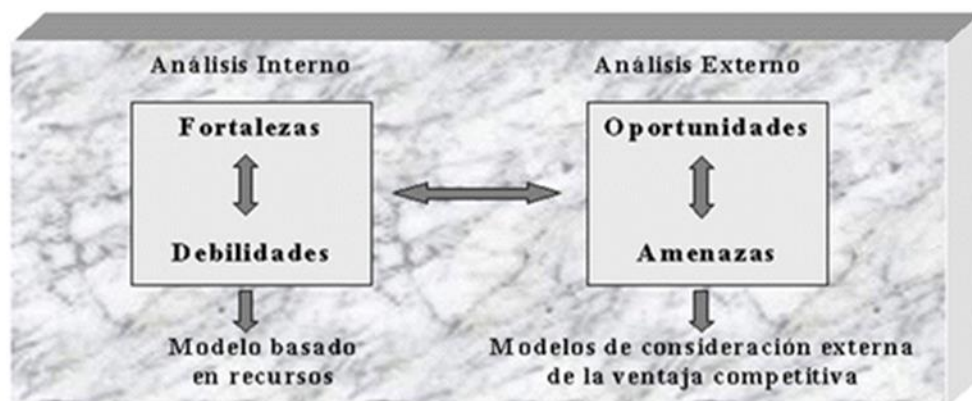 Análisis Interno
Fortalezas
Debilidades
Modelo basado
en recursos
Análisis Externo
Oportunidades
Amenazas
Modelos de consideración externa
de la ventaja competitiva